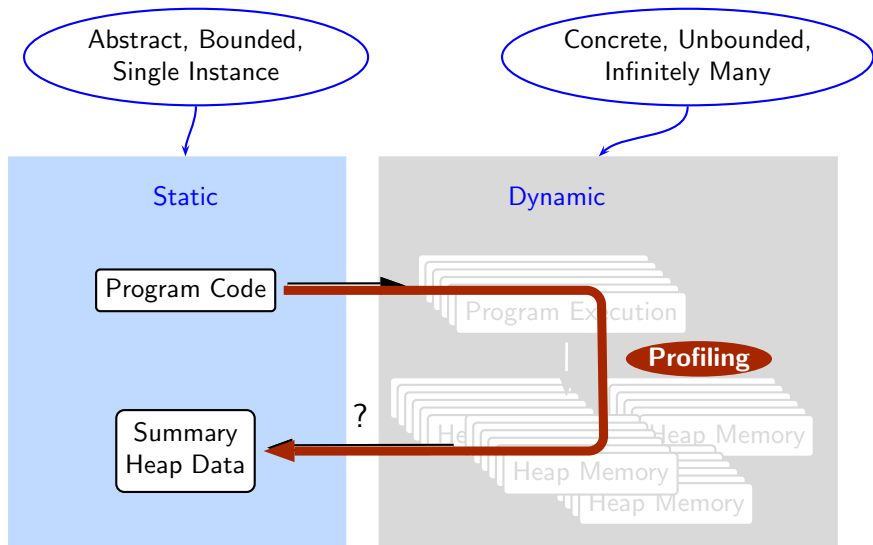 Abstract, Bounded,
Single Instance
Concrete, Unbounded,
Infinitely Many
Static
Dynamic
Program Code
Program Execution
Profiling
?
Summary
Heap Data
He
Heap Memory
Heap Memory
Heap Memory